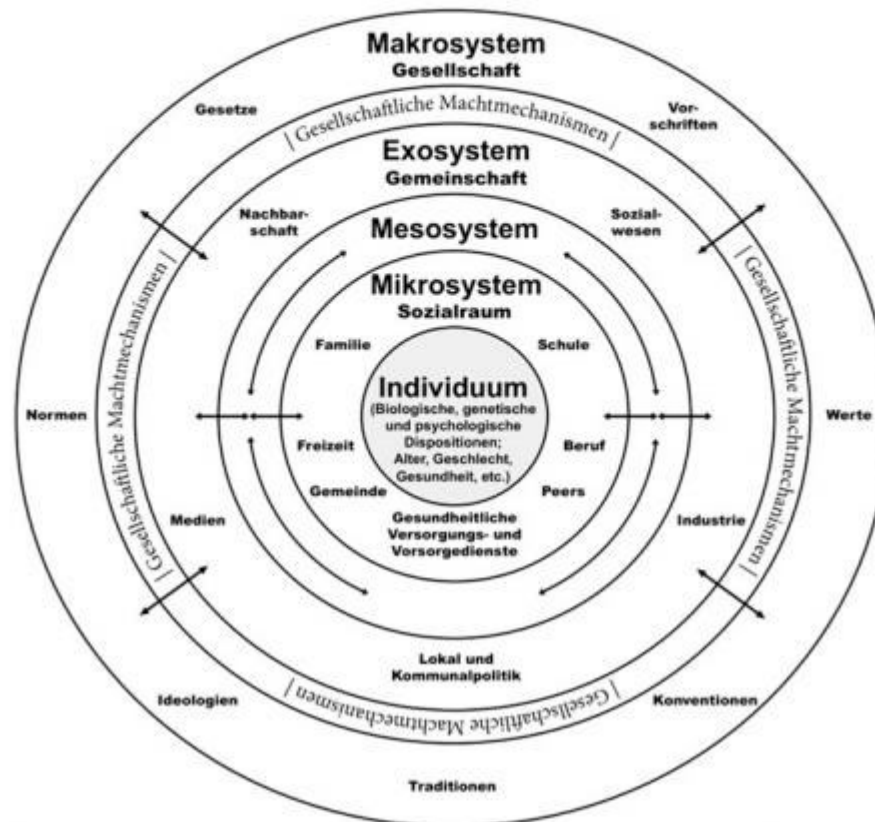 Makrosystem
Gesellschaft
Gesetze
Vor-
schriften
| Gesellschaftliche Machtmechanismen |
Exosystem
Gemeinschaft
Nachbar-
schaft
Sozial-
wesen
Mesosystem
Mikrosystem
Sozialraum
Familie
Schule
Individuum
(Biologische, genetische
und psychologische
Dispositionen;
Alter, Geschlecht,
Gesundheit, etc.)
Normen
| Gesellschaftliche Machtmechanismen |
| Gesellschaftliche Machtmechanismen |
Werte
Freizeit
Beruf
Gemeinde
Peers
Gesundheitliche
Versorgungs- und
Vorsorgedienste
Medien
Industrie
Lokal und
Kommunalpolitik
| Gesellschaftliche Machtmechanismen |
Ideologien
Konventionen
Traditionen